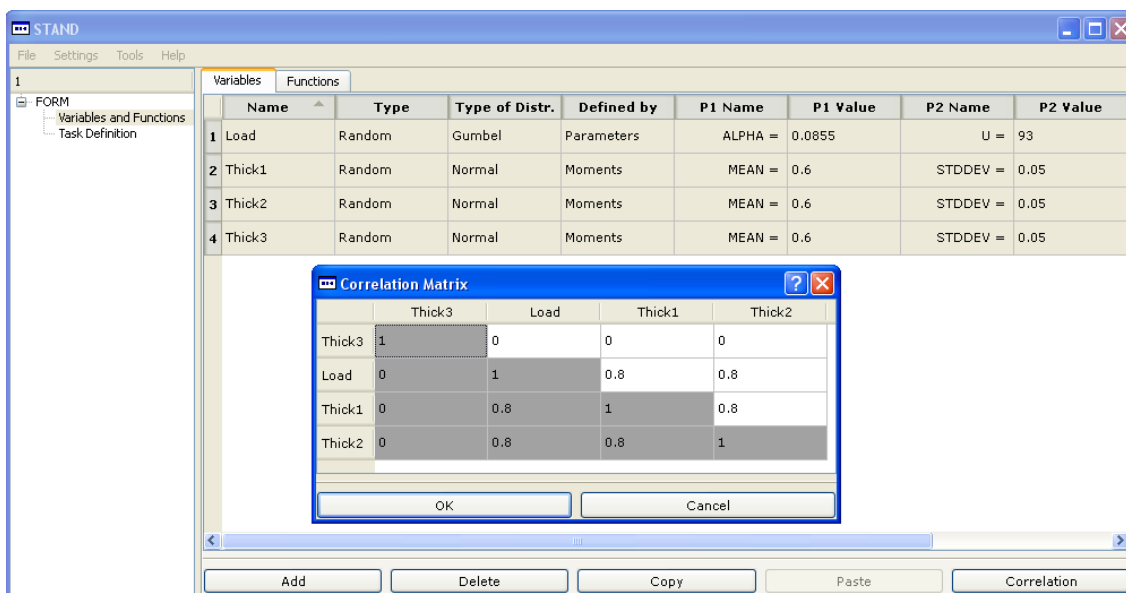 STAND
File Settings Tools Help
1
FORM
Variables and Functions
Task Definition
Variables Functions
Name Type Type of Distr. Defined by P1 Name P1 Value P2 Name P2 Value
1 Load Random Gumbel Parameters ALPHA = 0.0855 U = 93
2 Thick1 Random Normal Moments MEAN = 0.6 STDDEV = 0.05
3 Thick2 Random Normal Moments MEAN = 0.6 STDDEV = 0.05
4 Thick3 Random Normal Moments MEAN = 0.6 STDDEV = 0.05
Correlation Matrix
Thick3 Load Thick1 Thick2
Thick3 1 0 0 0
Load 0 1 0.8 0.8
Thick1 0 0.8 1 0.8
Thick2 0 0.8 0.8 1
OK Cancel
Add Delete Copy Paste Correlation